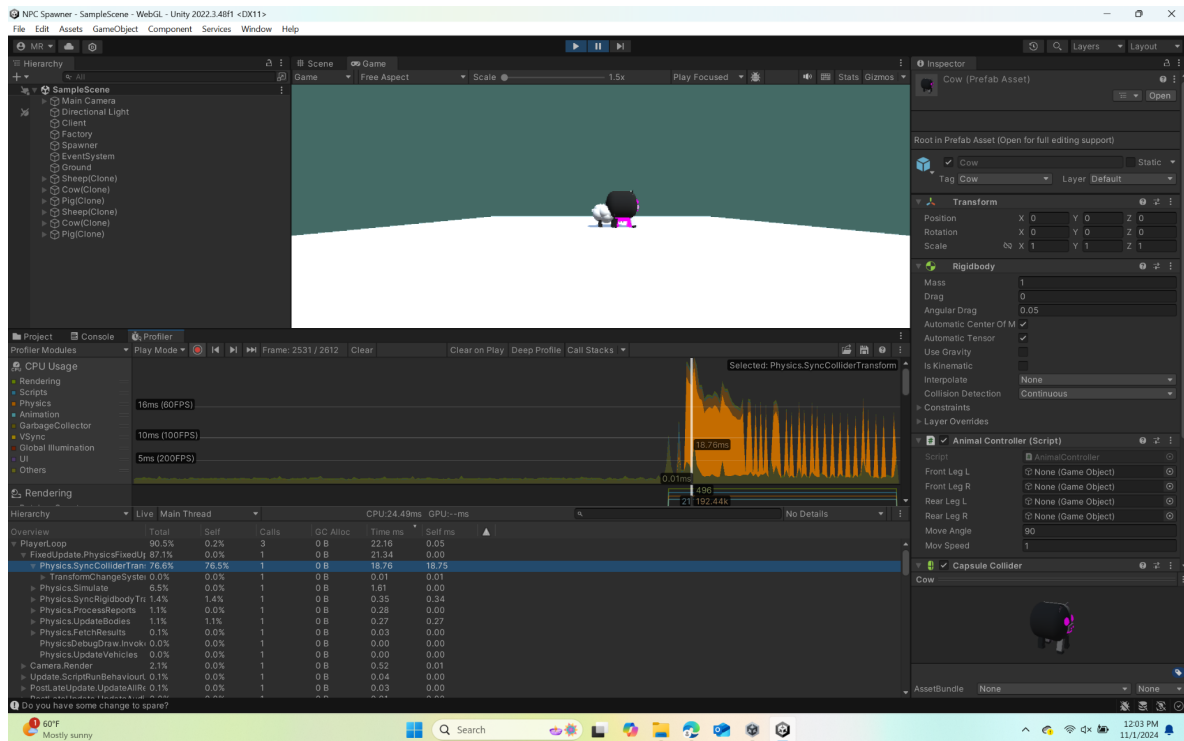 NPC Spawner - SampleScene - WebGL - Unity 2022.3.48f1 <DX11>
File Edit Assets GameObject Component Services Window Help
MR
Layers Layout
Hierarchy
All
SampleScene
Main Camera
Directional Light
Client
Factory
Spawner
EventSystem
Ground
Sheep(Clone)
Cow(Clone)
Pig(Clone)
Sheep(Clone)
Cow(Clone)
Pig(Clone)
Scene Game
Game Free Aspect Scale 1.5x Play Focused Stats Gizmos
Inspector
Cow (Prefab Asset)
Open
Root in Prefab Asset (Open for full editing support)
Cow Static
Tag Cow Layer Default
Transform
Position X 0 Y 0 Z 0
Rotation X 0 Y 0 Z 0
Scale X 1 Y 1 Z 1
Rigidbody
Mass 1
Drag 0
Angular Drag 0.05
Automatic Center Of M
Automatic Tensor
Use Gravity
Is Kinematic
Interpolate None
Collision Detection Continuous
Constraints
Layer Overrides
# Animal Controller (Script)
Script AnimalController
Front Leg L None (Game Object)
Front Leg R None (Game Object)
Rear Leg L None (Game Object)
Rear Leg R None (Game Object)
Move Angle 90
Mov Speed 1
Capsule Collider
Cow
AssetBundle None None
Project Console Profiler
Profiler Modules Play Mode Frame: 2531 / 2612 Clear Clear on Play Deep Profile Call Stacks
CPU Usage
Rendering
Scripts
Physics
Animation
GarbageCollector
VSync
Global Illumination
UI
Others
Rendering
Selected: Physics.SyncColliderTransform
16ms (60FPS)
10ms (100FPS)
5ms (200FPS)
18.76ms
0.01ms
496
21 192.44k
Hierarchy Live Main Thread CPU:24.49ms GPU:--ms No Details
Overview Total Self Calls GC Alloc Time ms Self ms
PlayerLoop 90.5% 0.2% 3 0 B 22.16 0.05
FixedUpdate.PhysicsFixedUp 87.1% 0.0% 1 0 B 21.34 0.00
Physics.SyncColliderTran: 76.6% 76.5% 1 0 B 18.76 18.75
TransformChangeSystem 0.0% 0.0% 1 0 B 0.01 0.01
Physics.Simulate 6.5% 0.0% 1 0 B 1.61 0.00
Physics.SyncRigidbodyTra 1.4% 1.4% 1 0 B 0.35 0.34
Physics.ProcessReports 1.1% 0.0% 1 0 B 0.28 0.00
Physics.UpdateBodies 1.1% 1.1% 1 0 B 0.27 0.27
Physics.FetchResults 0.1% 0.0% 1 0 B 0.03 0.00
PhysicsDebugDraw.Invok 0.0% 0.0% 1 0 B 0.00 0.00
Physics.UpdateVehicles 0.0% 0.0% 1 0 B 0.00 0.00
Camera.Render 2.1% 0.0% 1 0 B 0.52 0.01
Update.ScriptRunBehaviourU 0.1% 0.0% 1 0 B 0.04 0.00
PostLateUpdate.UpdateAllRe 0.1% 0.0% 1 0 B 0.03 0.00
Do you have some change to spare?
1
60°F
Mostly sunny
Search
12:03 PM
11/1/2024